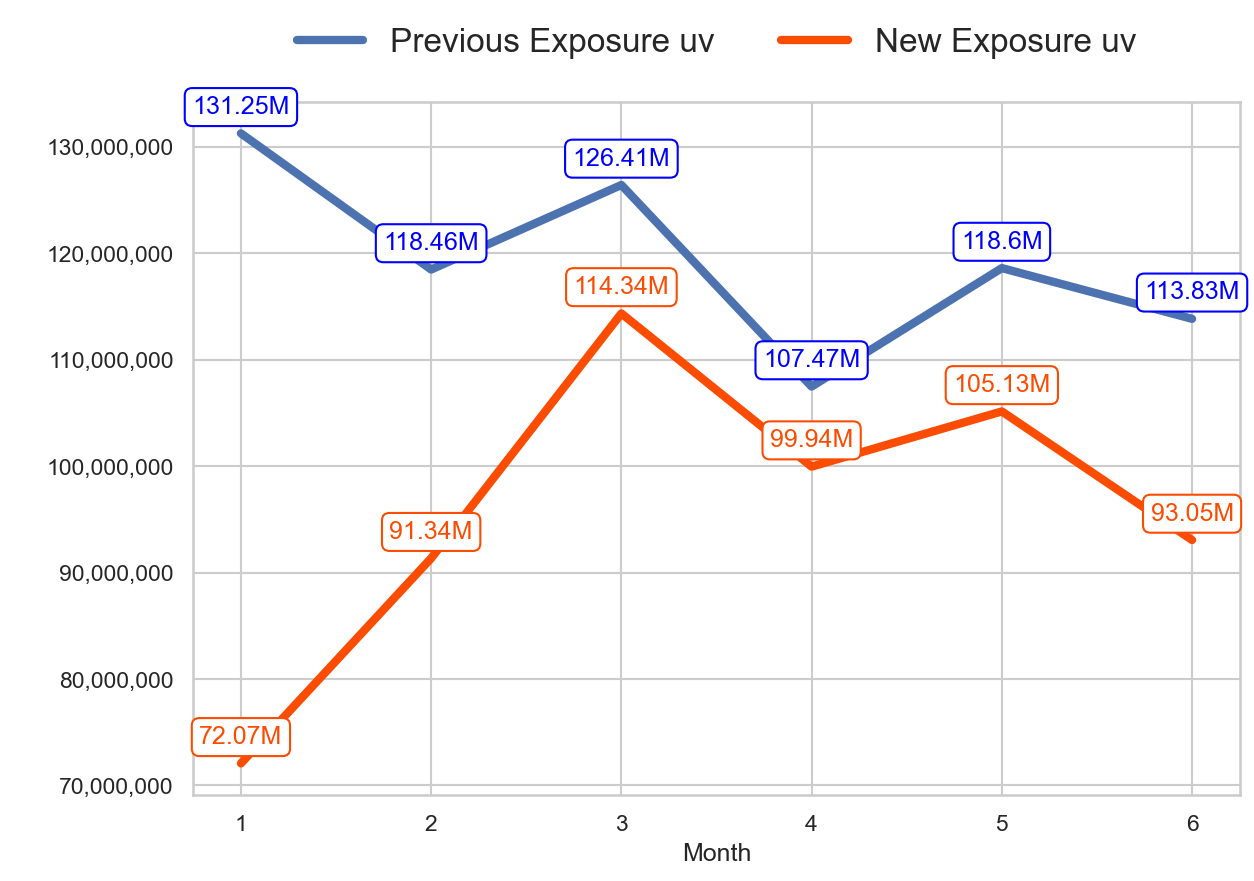 Previous Exposure uv New Exposure uv
131.25M
130,000,000
126.41M
118.46M
118.6M
120,000,000
114.34M
113.83M
110,000,000
107.47M
105.13M
99.94M
100,000,000
91.34M
93.05M
90,000,000
80,000,000
72.07M
70,000,000
1 2 3 4 5 6
Month